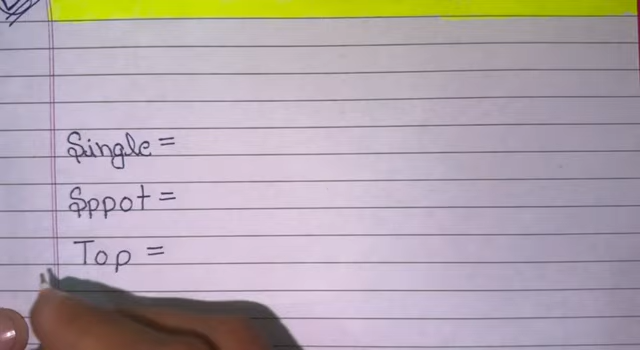 Single =
Sppot =
Top =